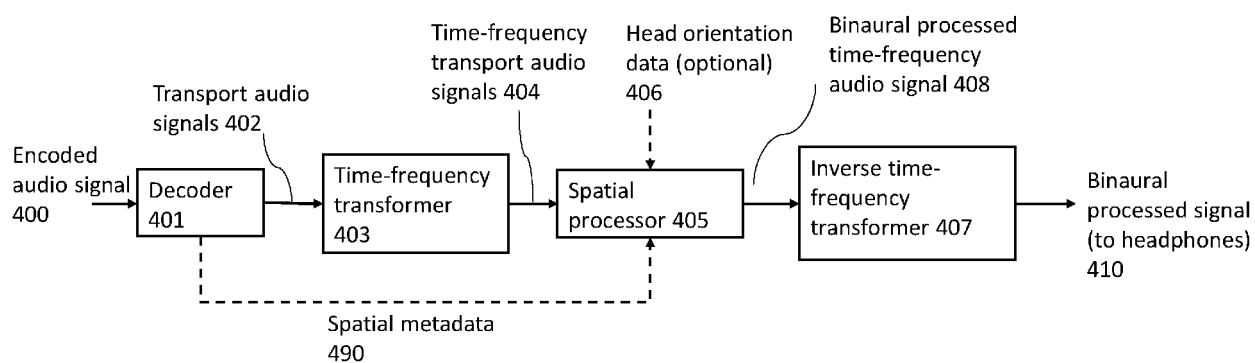 Time-frequency
transport audio
signals 404
Head orientation
data (optional)
406
Binaural processed
time-frequency
audio signal 408
Transport audio
signals 402
Encoded
audio signal
400
Decoder
401
Time-frequency
transformer
403
Spatial
processor 405
Inverse time-
frequency
transformer 407
Binaural
processed signal
(to headphones)
410
Spatial metadata
490